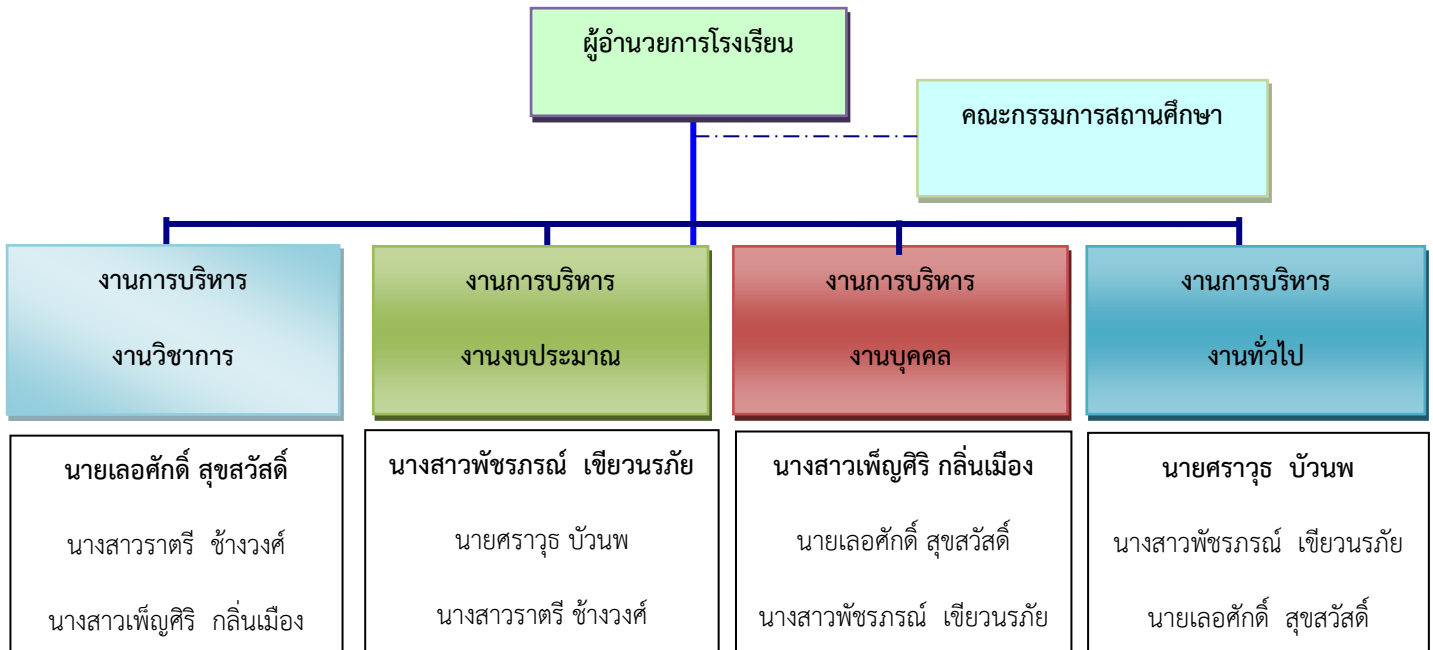 ผู้อำนวยการโรงเรียน
คณะกรรมการสถานศึกษา
งานการบริหาร
งานวิชาการ
งานการบริหาร
งานงบประมาณ
งานการบริหาร
งานบุคคล
งานการบริหาร
งานทั่วไป
นายเลอศักดิ์ สุขสวัสดิ์
นางสาวราตรี ช้างวงศ์
นางสาวเพ็ญศิริ กลิ่นเมือง
นางสาวพัชรภรณ์ เขียวนรภัย
นายศราวุธ บัวนพ
นางสาวราตรี ช้างวงศ์
นางสาวเพ็ญศิริ กลิ่นเมือง
นายเลอศักดิ์ สุขสวัสดิ์
นางสาวพัชรภรณ์ เขียวนรภัย
นายศราวุธ บัวนพ
นางสาวพัชรภรณ์ เขียวนรภัย
นายเลอศักดิ์ สุขสวัสดิ์